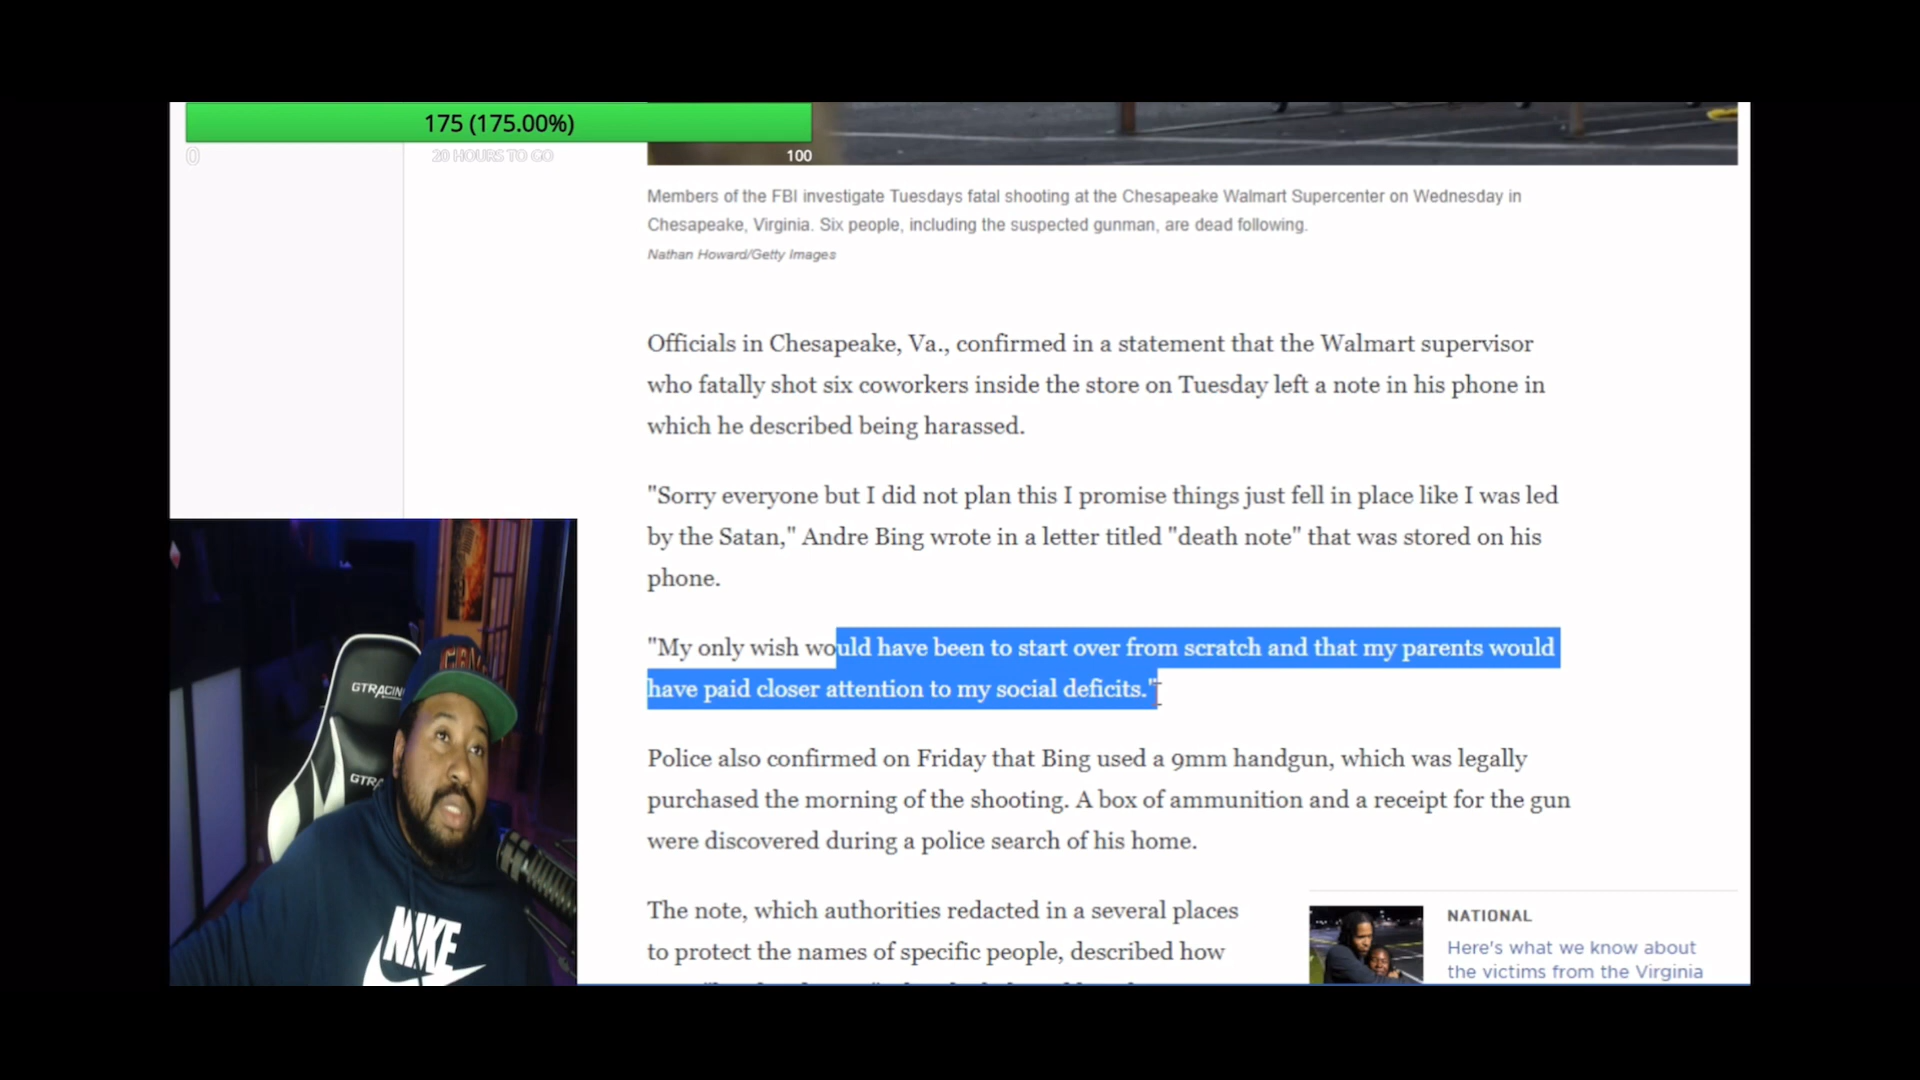 175 (175.00%)
0
20 HOURS TO GO
100
Members of the FBI investigate Tuesdays fatal shooting at the Chesapeake Walmart Supercenter on Wednesday in
Chesapeake, Virginia. Six people, including the suspected gunman, are dead following.
Nathan Howard/Getty Images
Officials in Chesapeake, Va., confirmed in a statement that the Walmart supervisor
who fatally shot six coworkers inside the store on Tuesday left a note in his phone in
which he described being harassed.
"Sorry everyone but I did not plan this I promise things just fell in place like I was led
by the Satan," Andre Bing wrote in a letter titled "death note" that was stored on his
phone.
"My only wish would have been to start over from scratch and that my parents would
have paid closer attention to my social deficits."
Police also confirmed on Friday that Bing used a 9mm handgun, which was legally
purchased the morning of the shooting. A box of ammunition and a receipt for the gun
were discovered during a police search of his home.
The note, which authorities redacted in a several places
to protect the names of specific people, described how
NATIONAL
Here's what we know about
the victims from the Virginia
GTRACIN
GTRA
NIKE